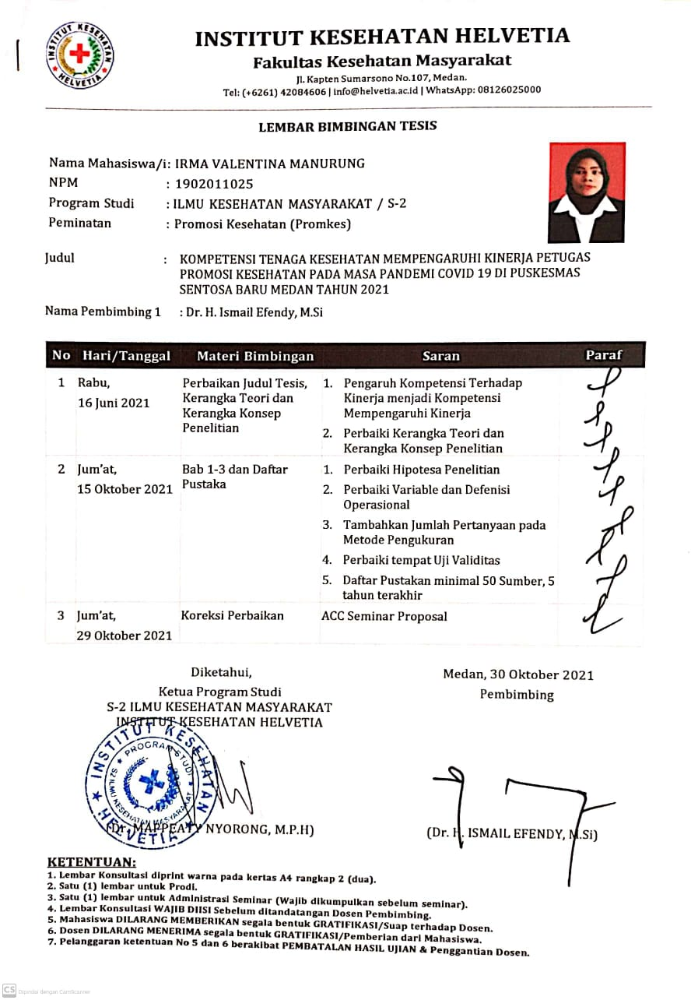 INSTITUT KESEHATAN HELVETIA
INSTITUT KESEHATAN HELVETIA
Fakultas Kesehatan Masyarakat
Jl. Kapten Sumarsono No.107, Medan.
Tel: (+6261) 42084606 | info@helvetia.ac.id | WhatsApp: 08126025000
LEMBAR BIMBINGAN TESIS
Nama Mahasiswa/i: IRMA VALENTINA MANURUNG
NPM : 1902011025
Program Studi : ILMU KESEHATAN MASYARAKAT / S-2
Peminatan : Promosi Kesehatan (Promkes)
Judul : KOMPETENSI TENAGA KESEHATAN MEMPENGARUHI KINERJA PETUGAS
PROMOSI KESEHATAN PADA MASA PANDEMI COVID 19 DI PUSKESMAS
SENTOSA BARU MEDAN TAHUN 2021
Nama Pembimbing 1 : Dr. H. Ismail Efendy, M.Si
No Hari/Tanggal Materi Bimbingan Saran Paraf
1 Rabu,
16 Juni 2021
Perbaikan Judul Tesis,
Kerangka Teori dan
Kerangka Konsep
Penelitian
1. Pengaruh Kompetensi Terhadap
Kinerja menjadi Kompetensi
Mempengaruhi Kinerja
2. Perbaiki Kerangka Teori dan
Kerangka Konsep Penelitian
2 Jum'at,
15 Oktober 2021
Bab 1-3 dan Daftar
Pustaka
1. Perbaiki Hipotesa Penelitian
2. Perbaiki Variable dan Defenisi
Operasional
3. Tambahkan Jumlah Pertanyaan pada
Metode Pengukuran
4. Perbaiki tempat Uji Validitas
5. Daftar Pustakan minimal 50 Sumber, 5
tahun terakhir
3 Jum'at,
29 Oktober 2021
Koreksi Perbaikan
ACC Seminar Proposal
Diketahui,
Ketua Program Studi
S-2 ILMU KESEHATAN MASYARAKAT
INSTITUT KESEHATAN HELVETIA
INSTITUT KESEHATAN HELVETIA
PROGRAM STUDI
S2 ILMU KESEHATAN MASYARAKAT
(Dr. MAPPEATY NYORONG, M.P.H)
Medan, 30 Oktober 2021
Pembimbing
(Dr. H. ISMAIL EFENDY, M.Si)
KETENTUAN:
1. Lembar Konsultasi diprint warna pada kertas A4 rangkap 2 (dua).
2. Satu (1) lembar untuk Prodi.
3. Satu (1) lembar untuk Administrasi Seminar (Wajib dikumpulkan sebelum seminar).
4. Lembar Konsultasi WAJIB DIISI Sebelum ditandatangan Dosen Pembimbing.
5. Mahasiswa DILARANG MEMBERIKAN segala bentuk GRATIFIKASI/Suap terhadap Dosen.
6. Dosen DILARANG MENERIMA segala bentuk GRATIFIKASI/Pemberian dari Mahasiswa.
7. Pelanggaran ketentuan No 5 dan 6 berakibat PEMBATALAN HASIL UJIAN & Penggantian Dosen.
CS Dipindai dengan CamScanner